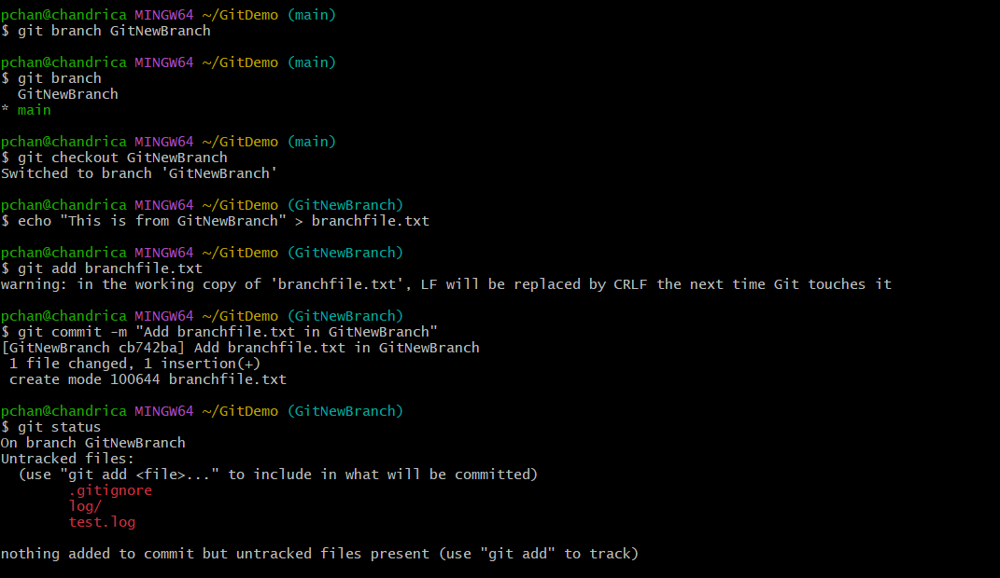 pchan@chandrica MINGW64 ~/GitDemo (main)
$ git branch GitNewBranch

pchan@chandrica MINGW64 ~/GitDemo (main)
$ git branch
  GitNewBranch
* main

pchan@chandrica MINGW64 ~/GitDemo (main)
$ git checkout GitNewBranch
Switched to branch 'GitNewBranch'

pchan@chandrica MINGW64 ~/GitDemo (GitNewBranch)
$ echo "This is from GitNewBranch" > branchfile.txt

pchan@chandrica MINGW64 ~/GitDemo (GitNewBranch)
$ git add branchfile.txt
warning: in the working copy of 'branchfile.txt', LF will be replaced by CRLF the next time Git touches it

pchan@chandrica MINGW64 ~/GitDemo (GitNewBranch)
$ git commit -m "Add branchfile.txt in GitNewBranch"
[GitNewBranch cb742ba] Add branchfile.txt in GitNewBranch
 1 file changed, 1 insertion(+)
 create mode 100644 branchfile.txt

pchan@chandrica MINGW64 ~/GitDemo (GitNewBranch)
$ git status
On branch GitNewBranch
Untracked files:
  (use "git add <file>..." to include in what will be committed)
        .gitignore
        log/
        test.log

nothing added to commit but untracked files present (use "git add" to track)